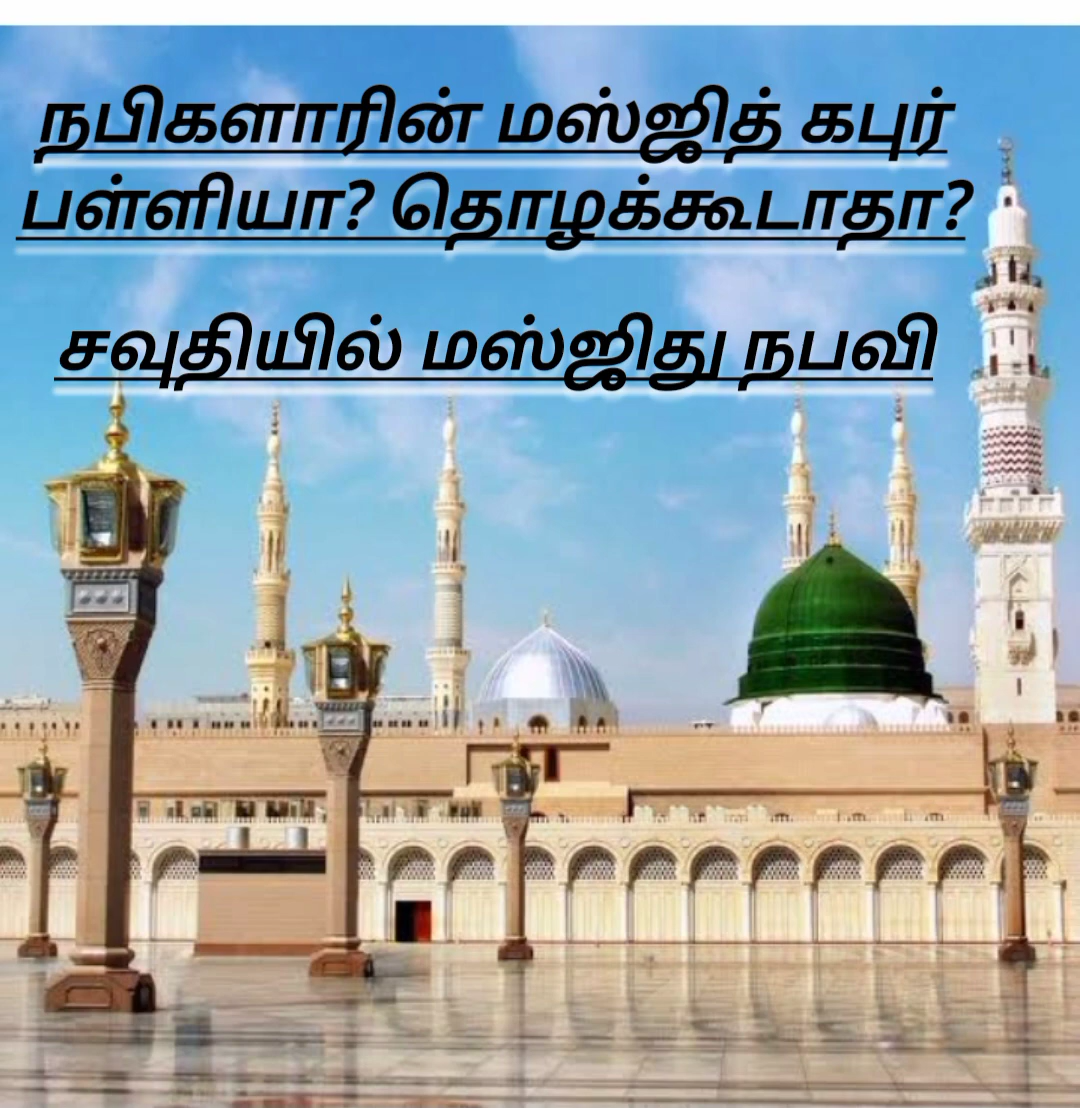 நபிகளாரின் மஸ்ஜித் கபுர்
பள்ளியா? தொழக்கூடாதா?
சவுதியில் மஸ்ஜிது நபவி